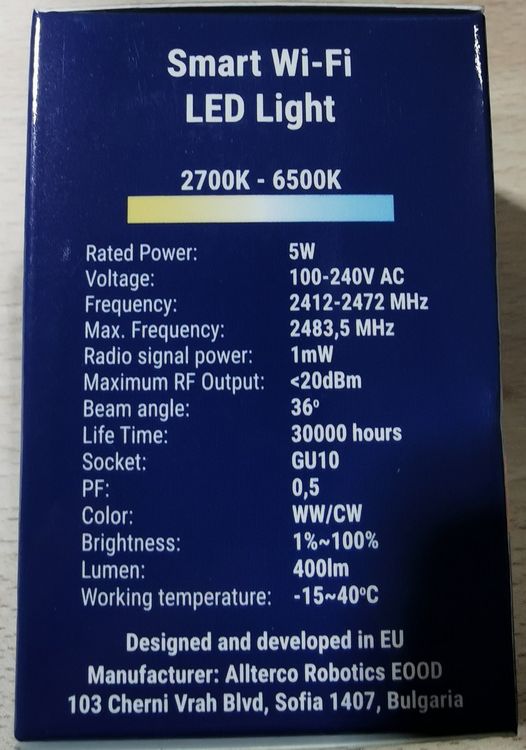 Smart Wi-Fi
LED Light
2700K - 6500K
Rated Power: 5W
Voltage: 100-240V AC
Frequency: 2412-2472 MHz
Max. Frequency: 2483,5 MHz
Radio signal power: 1mW
Maximum RF Output: <20dBm
Beam angle: 36º
Life Time: 30000 hours
Socket: GU10
PF: 0,5
Color: WW/CW
Brightness: 1%~100%
Lumen: 400lm
Working temperature: -15~40ºC
Designed and developed in EU
Manufacturer: Allterco Robotics EOOD
103 Cherni Vrah Blvd, Sofia 1407, Bulgaria